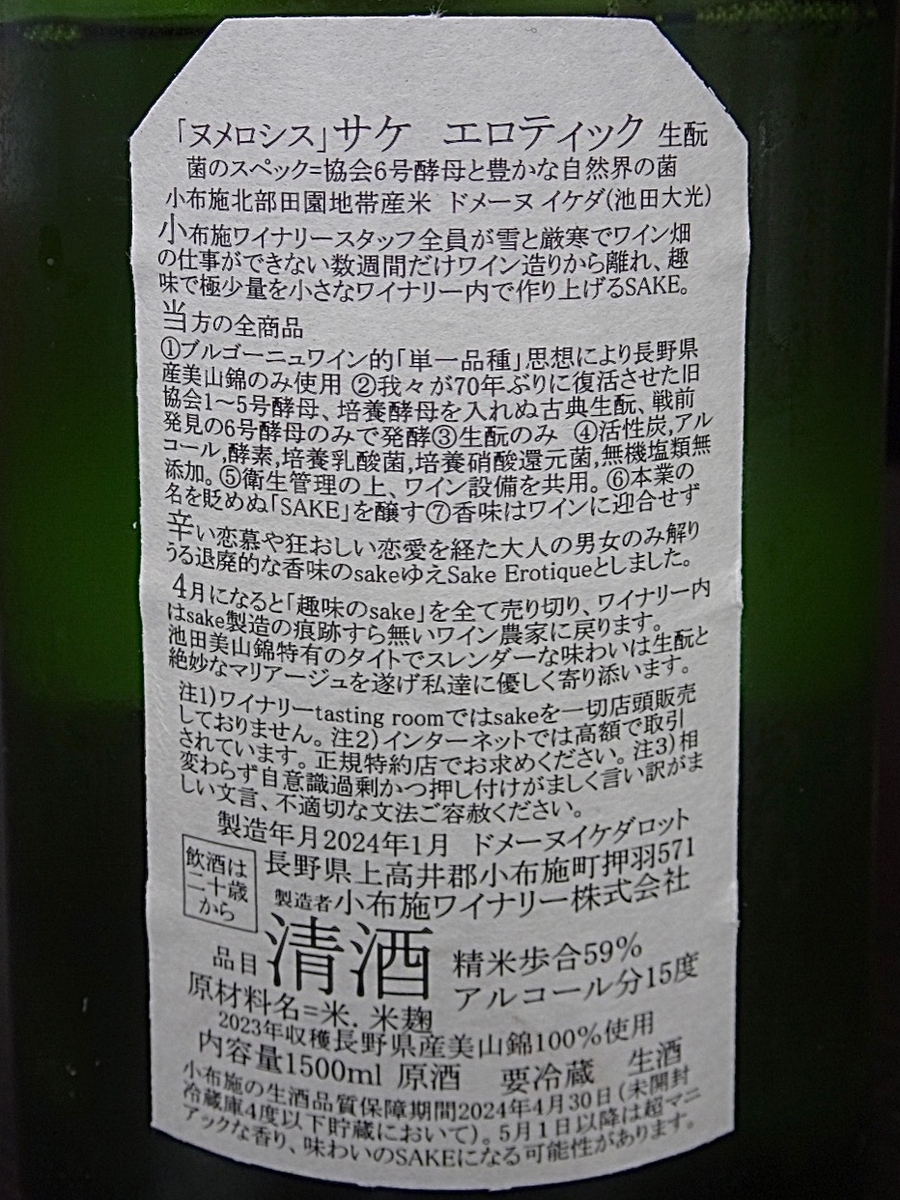 「ヌメロシス」サケ　エロティック 生酛
菌のスペック=協会6号酵母と豊かな自然界の菌
小布施北部田園地帯産米 ドメーヌ イケダ(池田大光)
小布施ワイナリースタッフ全員が雪と厳寒でワイン畑
の仕事ができない数週間だけワイン造りから離れ、趣
味で極少量を小さなワイナリー内で作り上げるSAKE。
当方の全商品
①ブルゴーニュワイン的「単一品種」思想により長野県
産美山錦のみ使用 ②我々が70年ぶりに復活させた旧
協会1～5号酵母、培養酵母を入れぬ古典生酛、戦前
発見の6号酵母のみで発酵③生酛のみ ④活性炭,アル
コール,酵素,培養乳酸菌,培養硝酸還元菌,無機塩類無
添加。⑤衛生管理の上、ワイン設備を共用。⑥本業の
名を貶めぬ「SAKE」を醸す⑦香味はワインに迎合せず
辛い恋慕や狂おしい恋愛を経た大人の男女のみ解り
うる退廃的な香味のsakeゆえSake Erotiqueとしました。
4月になると「趣味のsake」を全て売り切り、ワイナリー内
はsake製造の痕跡すら無いワイン農家に戻ります。
池田美山錦特有のタイトでスレンダーな味わいは生酛と
絶妙なマリアージュを遂げ私達に優しく寄り添います。
注1)ワイナリーtasting roomではsakeを一切店頭販売
しておりません。注2)インターネットでは高額で取引
されています。正規特約店でお求めください。注3)相
変わらず自意識過剰かつ押し付けがましく言い訳がま
しい文言、不適切な文法ご容赦ください。
製造年月2024年1月 ドメーヌイケダロット
長野県上高井郡小布施町押羽571
飲酒は
二十歳
から
製造者小布施ワイナリー株式会社
品目 清酒
精米歩合59%
アルコール分15度
原材料名=米. 米麹
2023年収穫長野県産美山錦100%使用
内容量1500ml 原酒　要冷蔵　生酒
小布施の生酒品質保障期間2024年4月30日(未開封
冷蔵庫4度以下貯蔵において)。5月1日以降は超マニ
アックな香り、味わいのSAKEになる可能性があります。